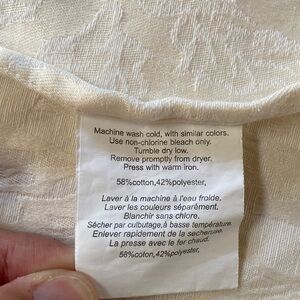 Machine wash cold, with similar colors.
Use non-chlorine bleach only.
Tumble dry low.
Remove promptly from dryer.
Press with warm iron.
58%cotton,42%polyester,
Laver à la machine à l'eau froide.
Laver les couleurs séparément.
Blanchir sans chlore.
Sécher par culbutage,à basse température.
Enlever rapidement de la secheruse.
La presse avec le fer chaud.
58%coton,42%polyester,